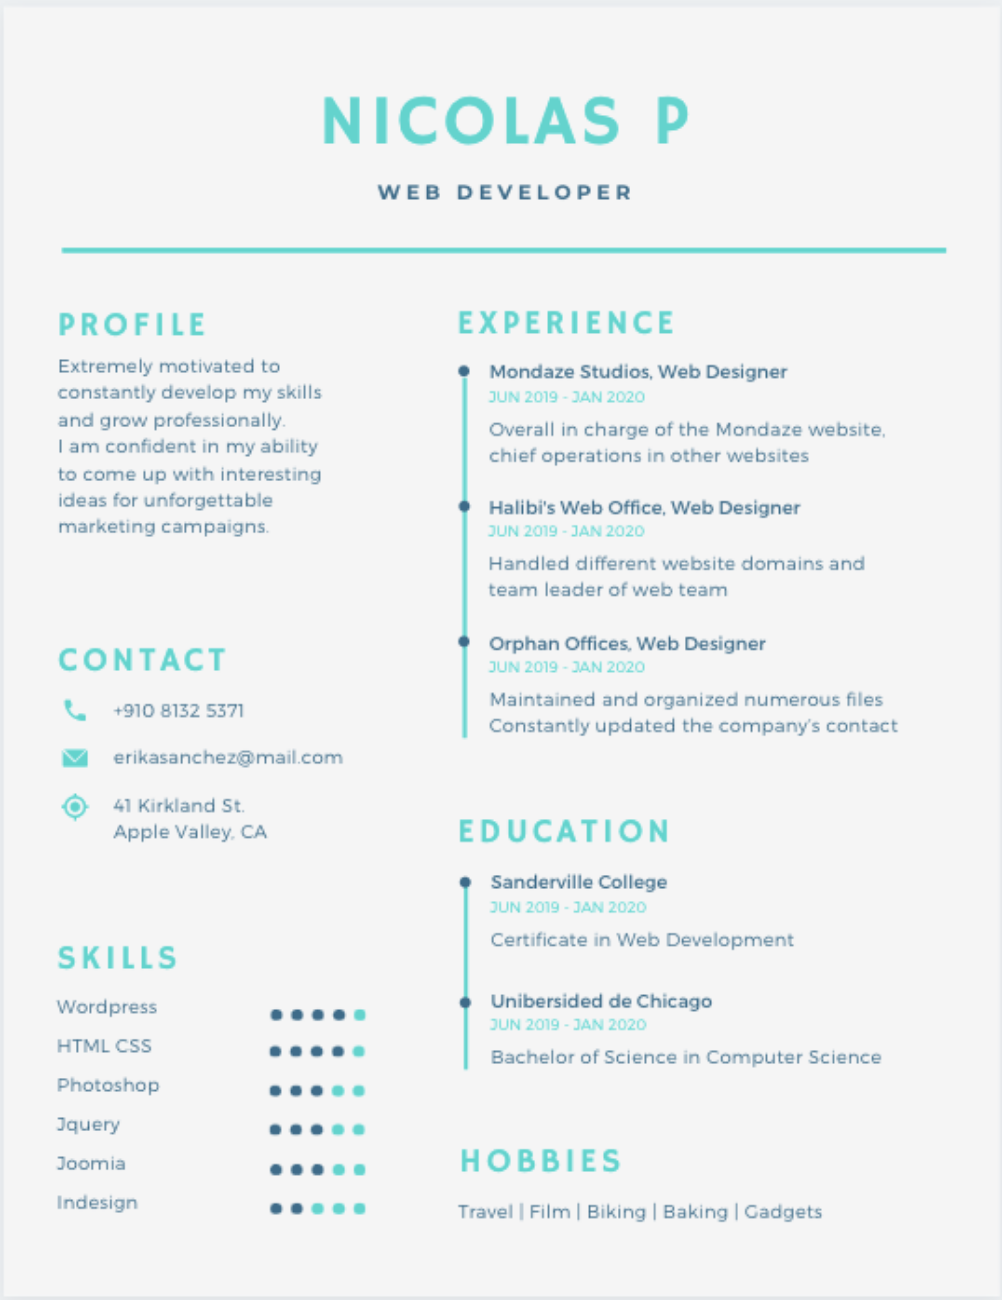 NICOLAS P
WEB DEVELOPER
PROFILE
Extremely motivated to
constantly develop my skills
and grow professionally.
I am confident in my ability
to come up with interesting
ideas for unforgettable
marketing campaigns.
CONTACT
+910 8132 5371
erikasanchez@mail.com
41 Kirkland St.
Apple Valley, CA
SKILLS
Wordpress
HTML CSS
Photoshop
Jquery
Joomia
Indesign
EXPERIENCE
Mondaze Studios, Web Designer
JUN 2019 - JAN 2020
Overall in charge of the Mondaze website,
chief operations in other websites
Halibi's Web Office, Web Designer
JUN 2019 - JAN 2020
Handled different website domains and
team leader of web team
Orphan Offices, Web Designer
JUN 2019 - JAN 2020
Maintained and organized numerous files
Constantly updated the company's contact
EDUCATION
Sanderville College
JUN 2019 - JAN 2020
Certificate in Web Development
Unibersided de Chicago
JUN 2019 - JAN 2020
Bachelor of Science in Computer Science
HOBBIES
Travel | Film | Biking | Baking | Gadgets